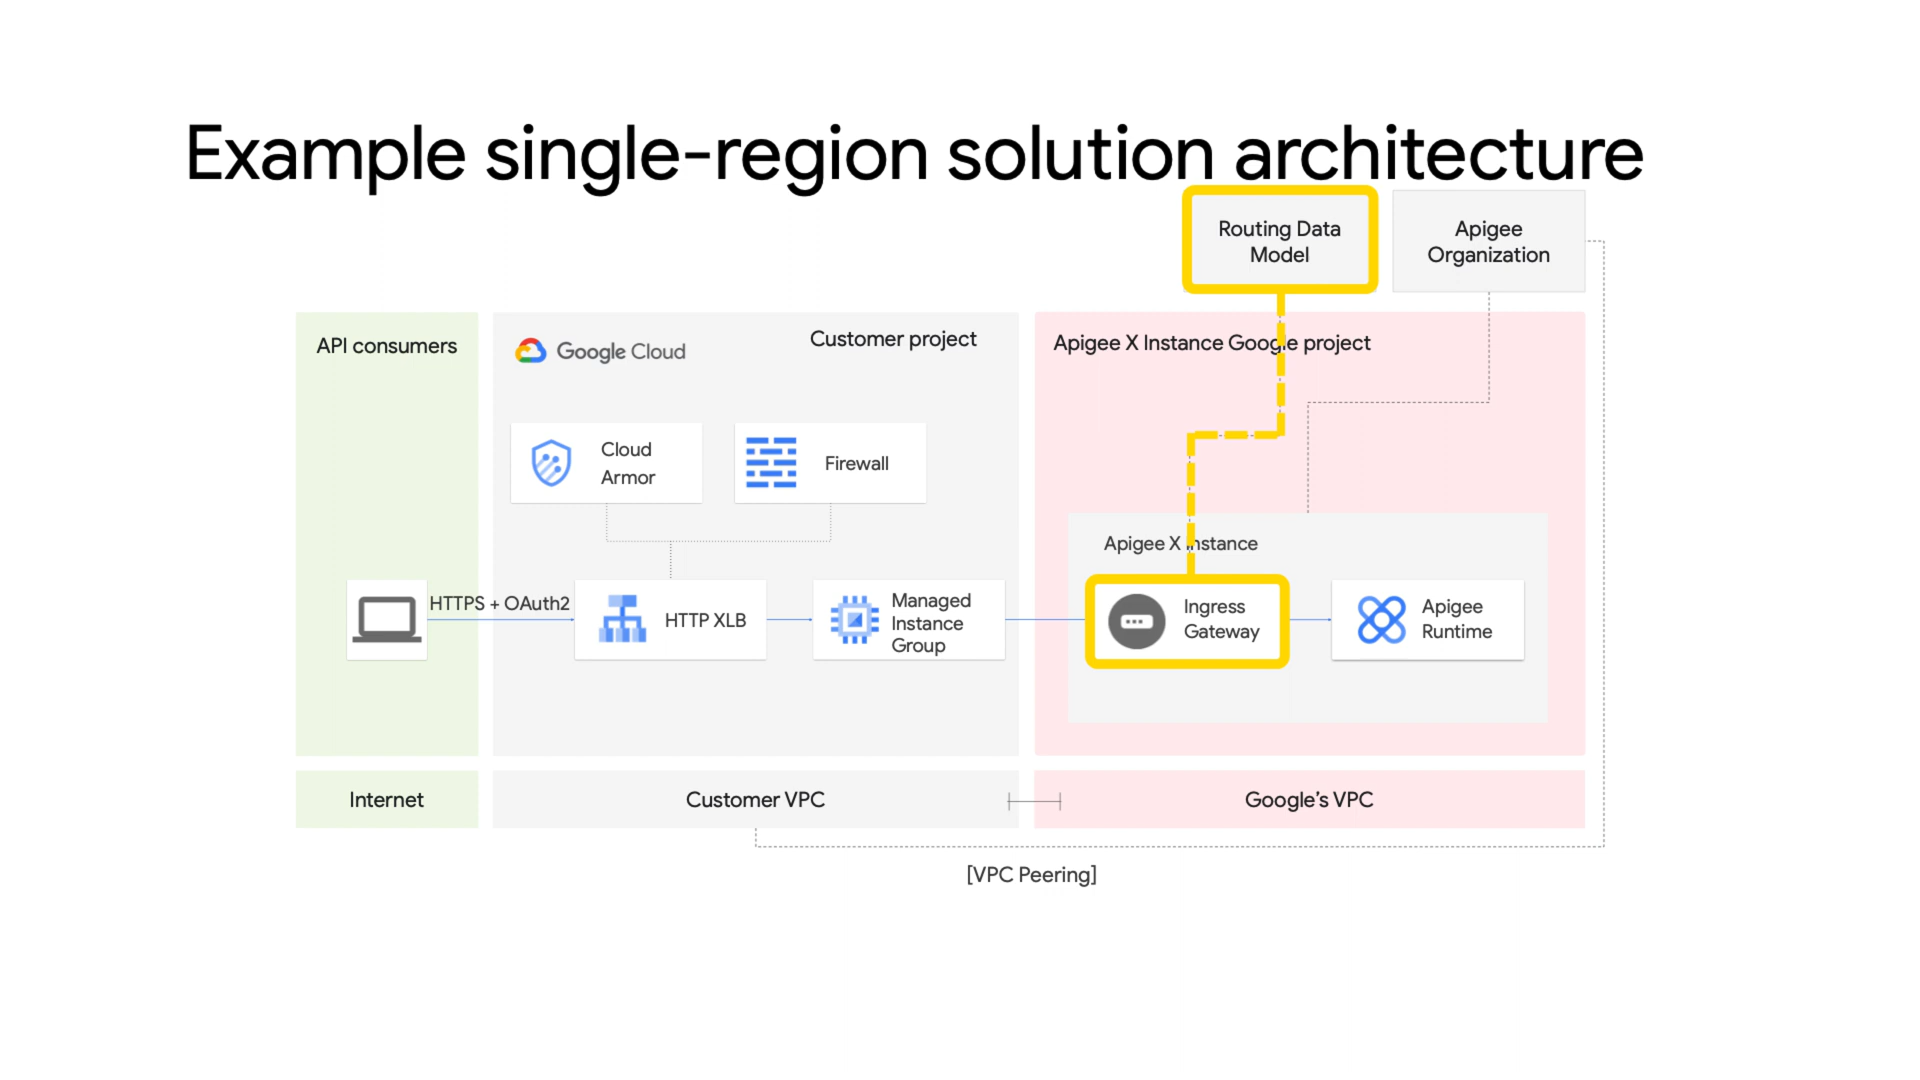 Example single-region solution architecture
Routing Data
Model
Apigee
Organization
API consumers
Google Cloud
Customer project
Apigee X Instance Google project
Cloud
Armor
Firewall
Apigee X Instance
HTTPS + OAuth2
HTTP XLB
Managed
Instance
Group
Ingress
Gateway
Apigee
Runtime
Internet
Customer VPC
Google's VPC
[VPC Peering]